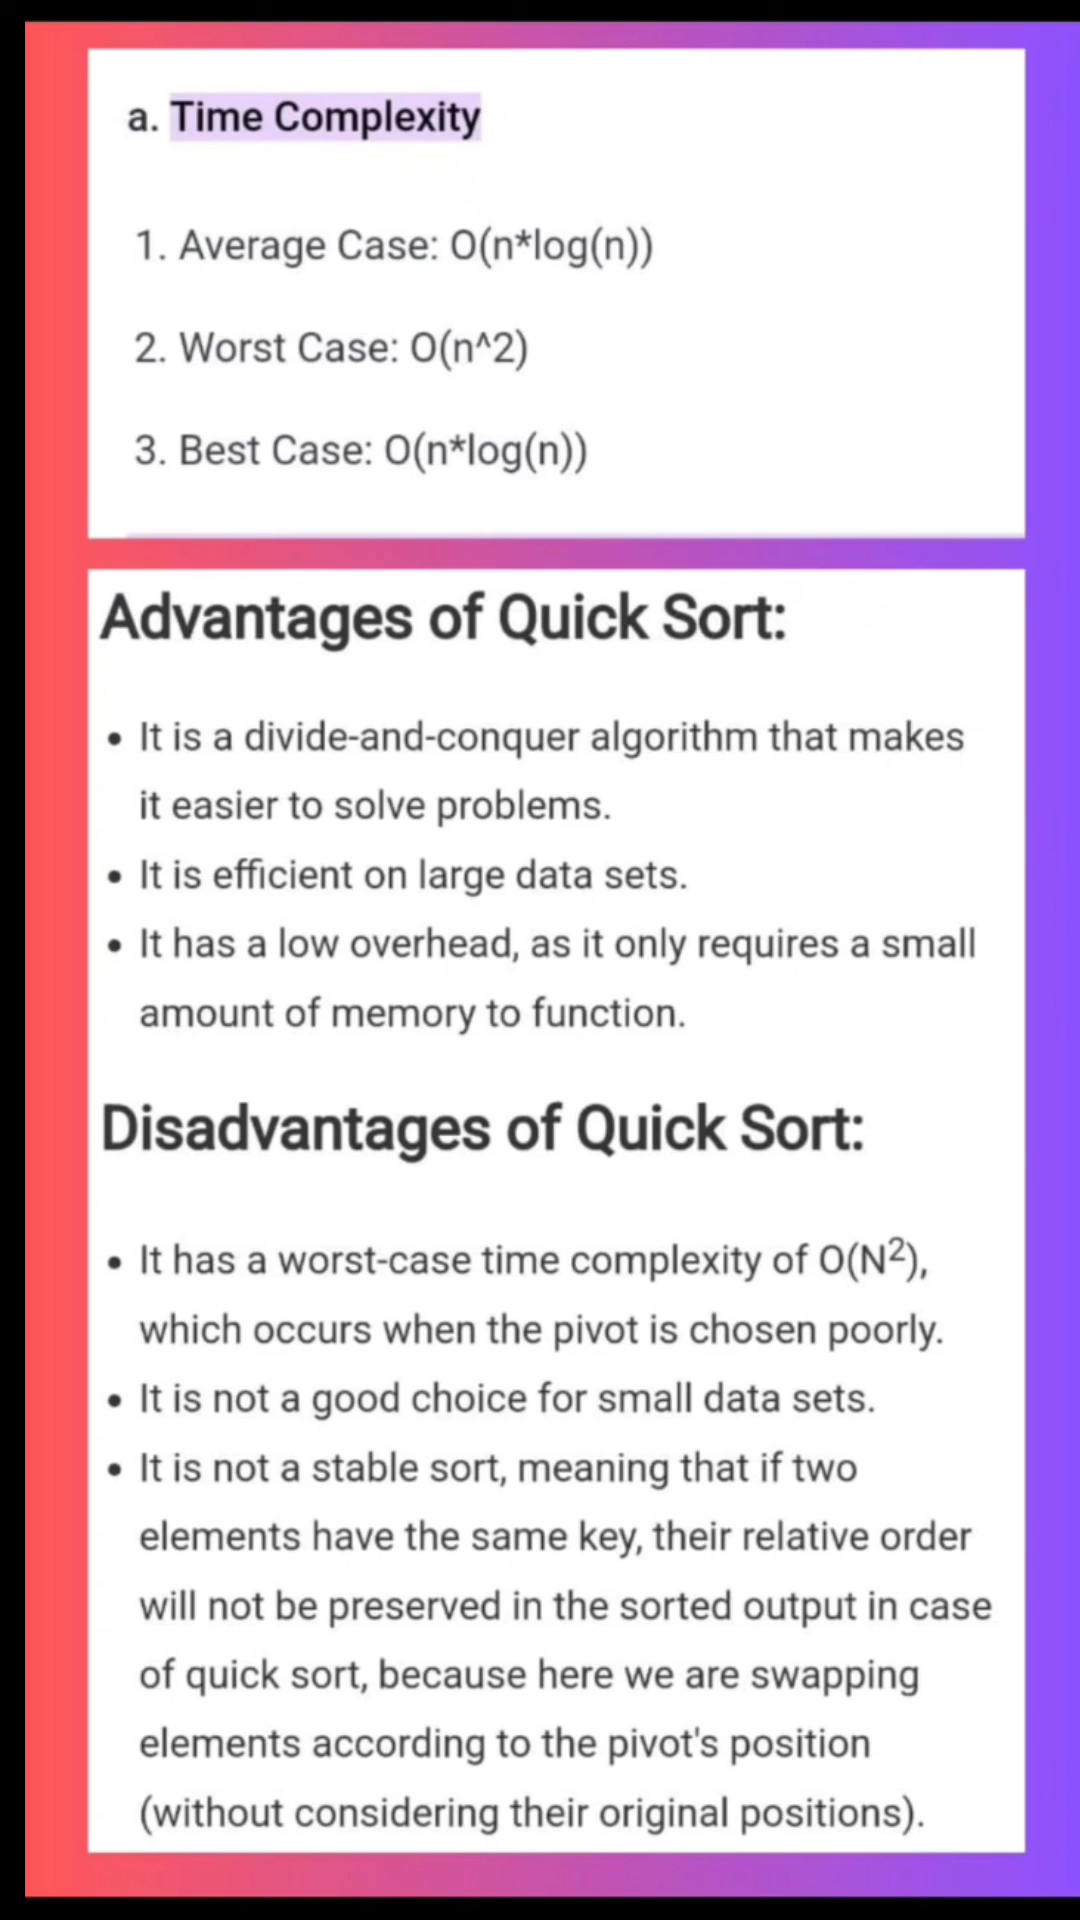 a. Time Complexity
1. Average Case: O(n*log(n))
2. Worst Case: O(n^2)
3. Best Case: O(n*log(n))
Advantages of Quick Sort:
• It is a divide-and-conquer algorithm that makes
it easier to solve problems.
• It is efficient on large data sets.
• It has a low overhead, as it only requires a small
amount of memory to function.
Disadvantages of Quick Sort:
• It has a worst-case time complexity of O(N²),
which occurs when the pivot is chosen poorly.
• It is not a good choice for small data sets.
• It is not a stable sort, meaning that if two
elements have the same key, their relative order
will not be preserved in the sorted output in case
of quick sort, because here we are swapping
elements according to the pivot's position
(without considering their original positions).